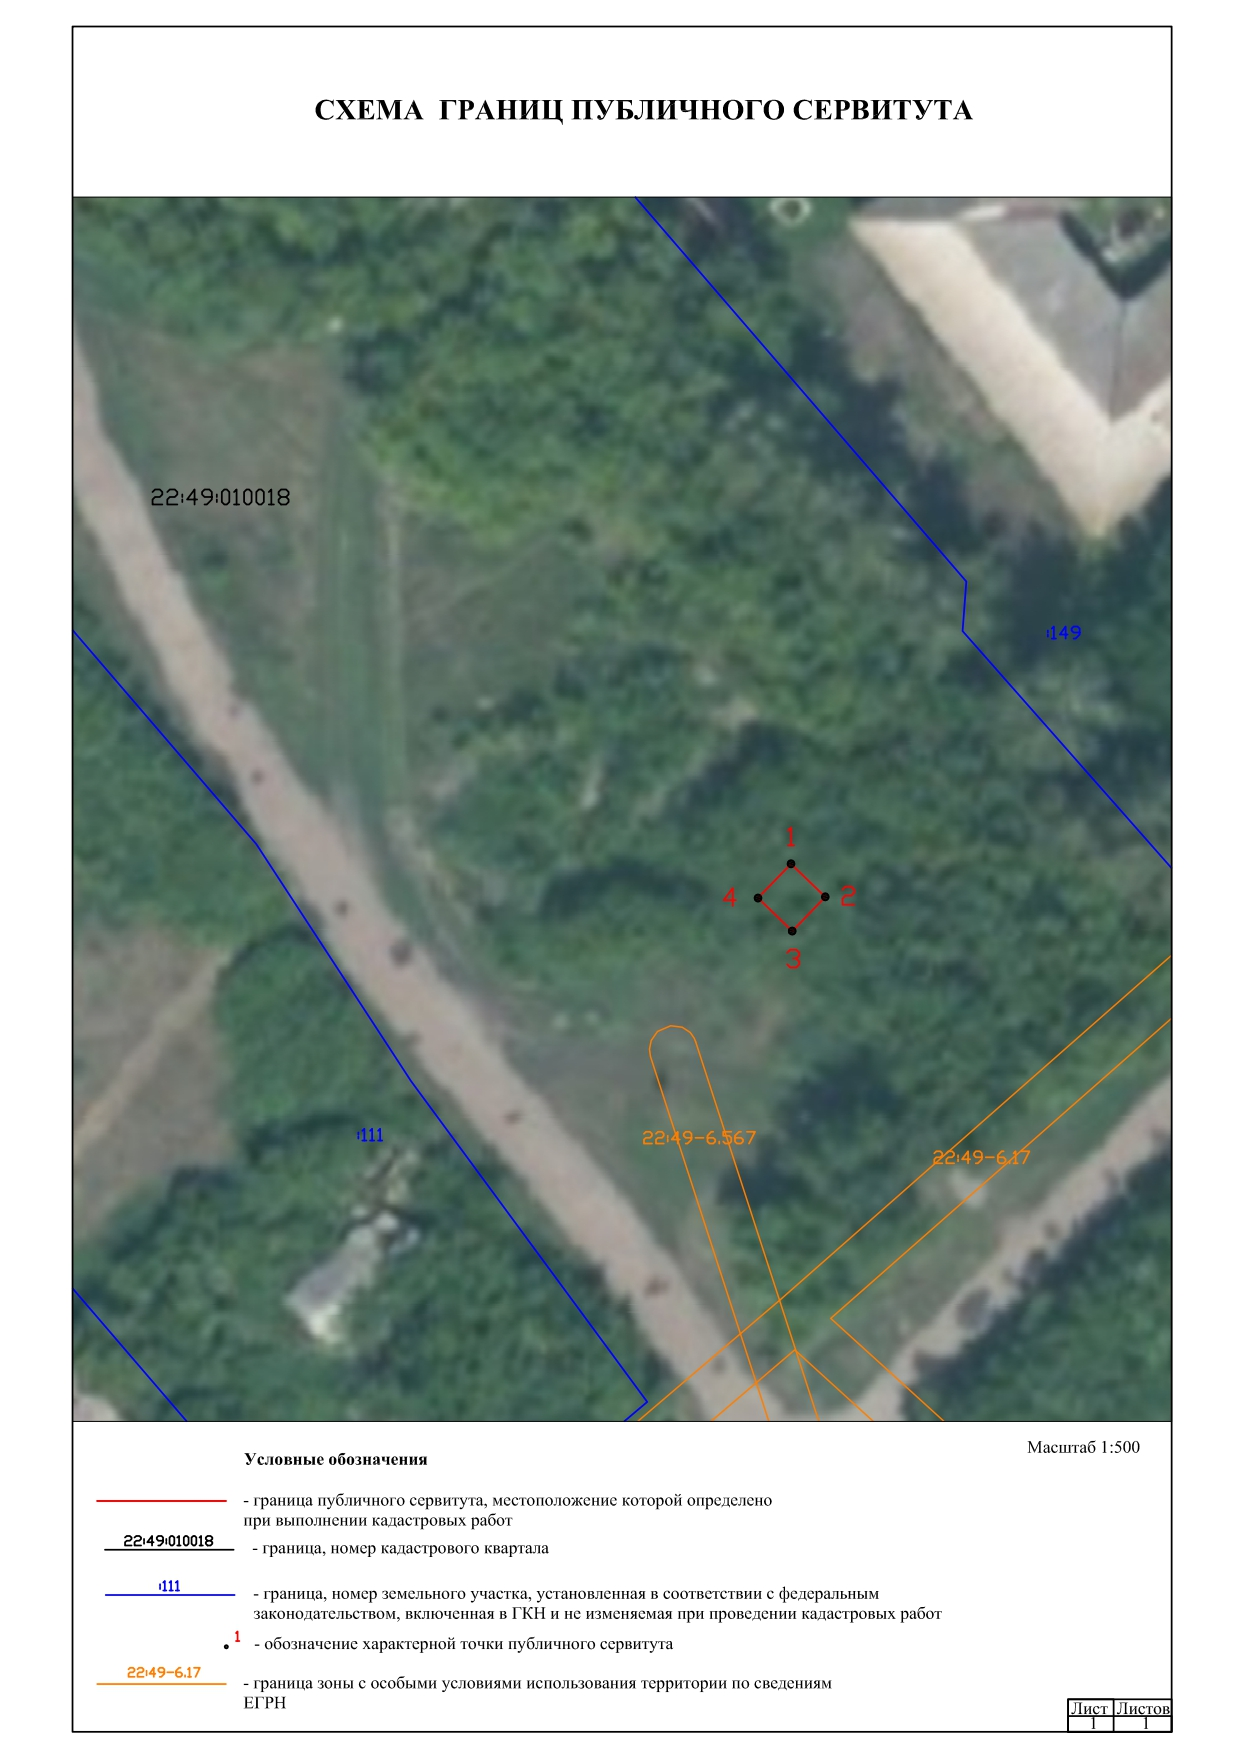 СХЕМА ГРАНИЦ ПУБЛИЧНОГО СЕРВИТУТА
22:49:010018
:149
1
4
2
3
:111
22:49-6.567
22:49-6.17
Масштаб 1:500
Условные обозначения
- граница публичного сервитута, местоположение которой определено
при выполнении кадастровых работ
22:49:010018
- граница, номер кадастрового квартала
:111
- граница, номер земельного участка, установленная в соответствии с федеральным
законодательством, включенная в ГКН и не изменяемая при проведении кадастровых работ
1
- обозначение характерной точки публичного сервитута
22:49-6.17
- граница зоны с особыми условиями использования территории по сведениям
ЕГРН
Лист Листов
1 1